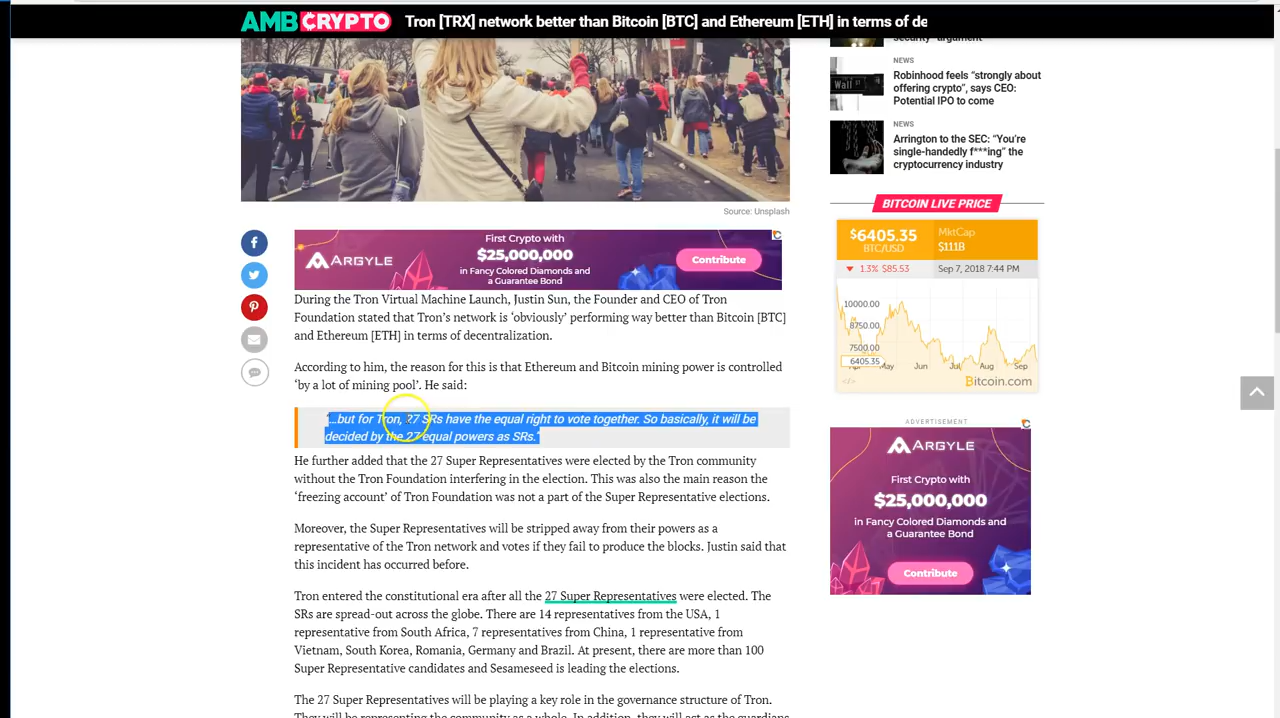 AMBCRYPTO
Tron [TRX] network better than Bitcoin [BTC] and Ethereum [ETH] in terms of de
security" argument
NEWS
Robinhood feels "strongly about
offering crypto", says CEO:
Potential IPO to come
NEWS
Arrington to the SEC: "You're
single-handedly f***ing" the
cryptocurrency industry
Source: Unsplash
BITCOIN LIVE PRICE
$6405.35
BTC/USD
MktCap
$111B
1.3% $85.53
Sep 7, 2018 7:44 PM
10000.00
8750.00
7500.00
6405.35
Apr May Jun Jul Aug Sep
Bitcoin.com
ARGYLE
First Crypto with
$25,000,000
in Fancy Colored Diamonds and
a Guarantee Bond
Contribute
During the Tron Virtual Machine Launch, Justin Sun, the Founder and CEO of Tron
Foundation stated that Tron's network is 'obviously' performing way better than Bitcoin [BTC]
and Ethereum [ETH] in terms of decentralization.
According to him, the reason for this is that Ethereum and Bitcoin mining power is controlled
'by a lot of mining pool'. He said:
"…but for Tron, 27 SRs have the equal right to vote together. So basically, it will be
decided by the 27 equal powers as SRs."
He further added that the 27 Super Representatives were elected by the Tron community
without the Tron Foundation interfering in the election. This was also the main reason the
'freezing account' of Tron Foundation was not a part of the Super Representative elections.
Moreover, the Super Representatives will be stripped away from their powers as a
representative of the Tron network and votes if they fail to produce the blocks. Justin said that
this incident has occurred before.
Tron entered the constitutional era after all the 27 Super Representatives were elected. The
SRs are spread-out across the globe. There are 14 representatives from the USA, 1
representative from South Africa, 7 representatives from China, 1 representative from
Vietnam, South Korea, Romania, Germany and Brazil. At present, there are more than 100
Super Representative candidates and Sesameseed is leading the elections.
The 27 Super Representatives will be playing a key role in the governance structure of Tron.
They will be representing the community as a whole. In addition, they will act as the guardians
ADVERTISEMENT
ARGYLE
First Crypto with
$25,000,000
in Fancy Colored Diamonds and
a Guarantee Bond
Contribute